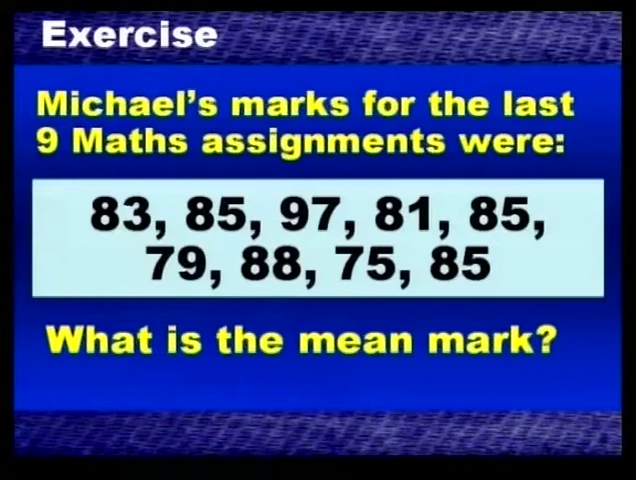 Exercise
Michael's marks for the last
9 Maths assignments were:
83, 85, 97, 81, 85,
79, 88, 75, 85
What is the mean mark?